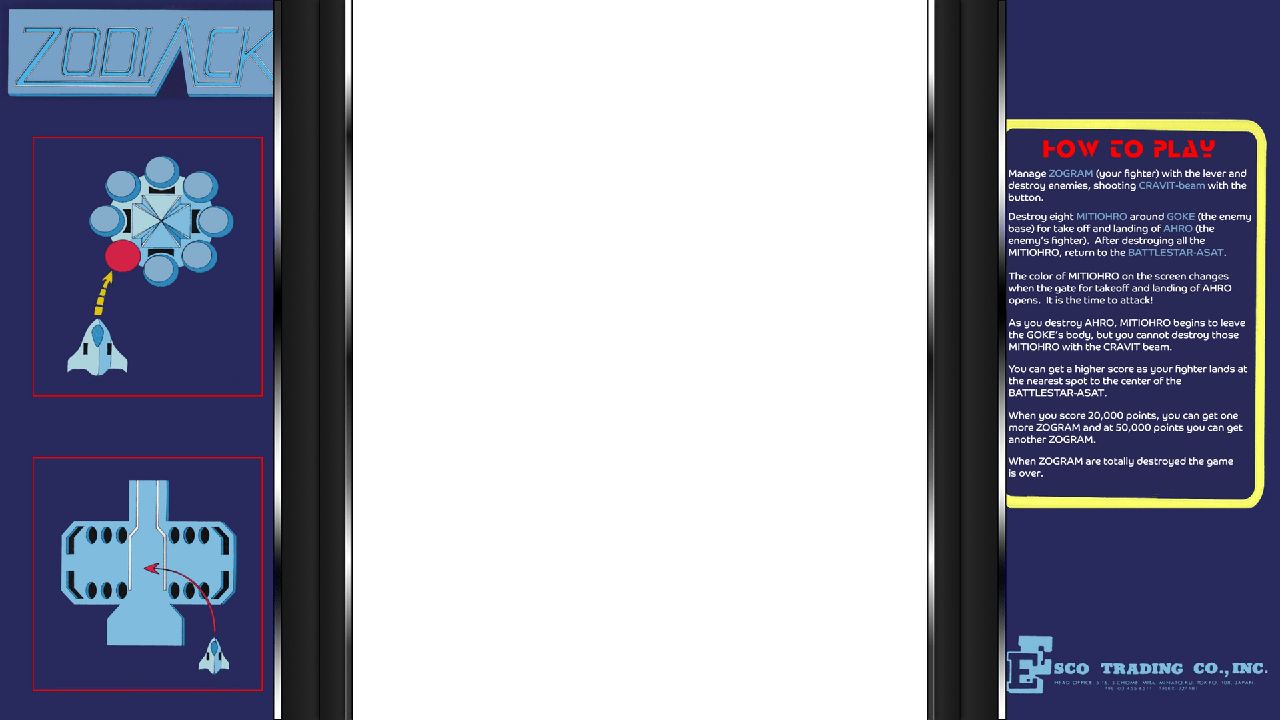 ZODIACK
HOW TO PLAY
Manage ZOGRAM (your fighter) with the lever and
destroy enemies, shooting CRAVIT-beam with the
button.
Destroy eight MITIOHRO around GOKE (the enemy
base) for take off and landing of AHRO (the
enemy's fighter). After destroying all the
MITIOHRO, return to the BATTLESTAR-ASAT.
The color of MITIOHRO on the screen changes
when the gate for takeoff and landing of AHRO
opens. It is the time to attack!
As you destroy AHRO, MITIOHRO begins to leave
the GOKE's body, but you cannot destroy those
MITIOHRO with the CRAVIT beam.
You can get a higher score as your fighter lands at
the nearest spot to the center of the
BATTLESTAR-ASAT.
When you score 20,000 points, you can get one
more ZOGRAM and at 50,000 points you can get
another ZOGRAM.
When ZOGRAM are totally destroyed the game
is over.
ESCO TRADING CO., INC.
HEAD OFFICE